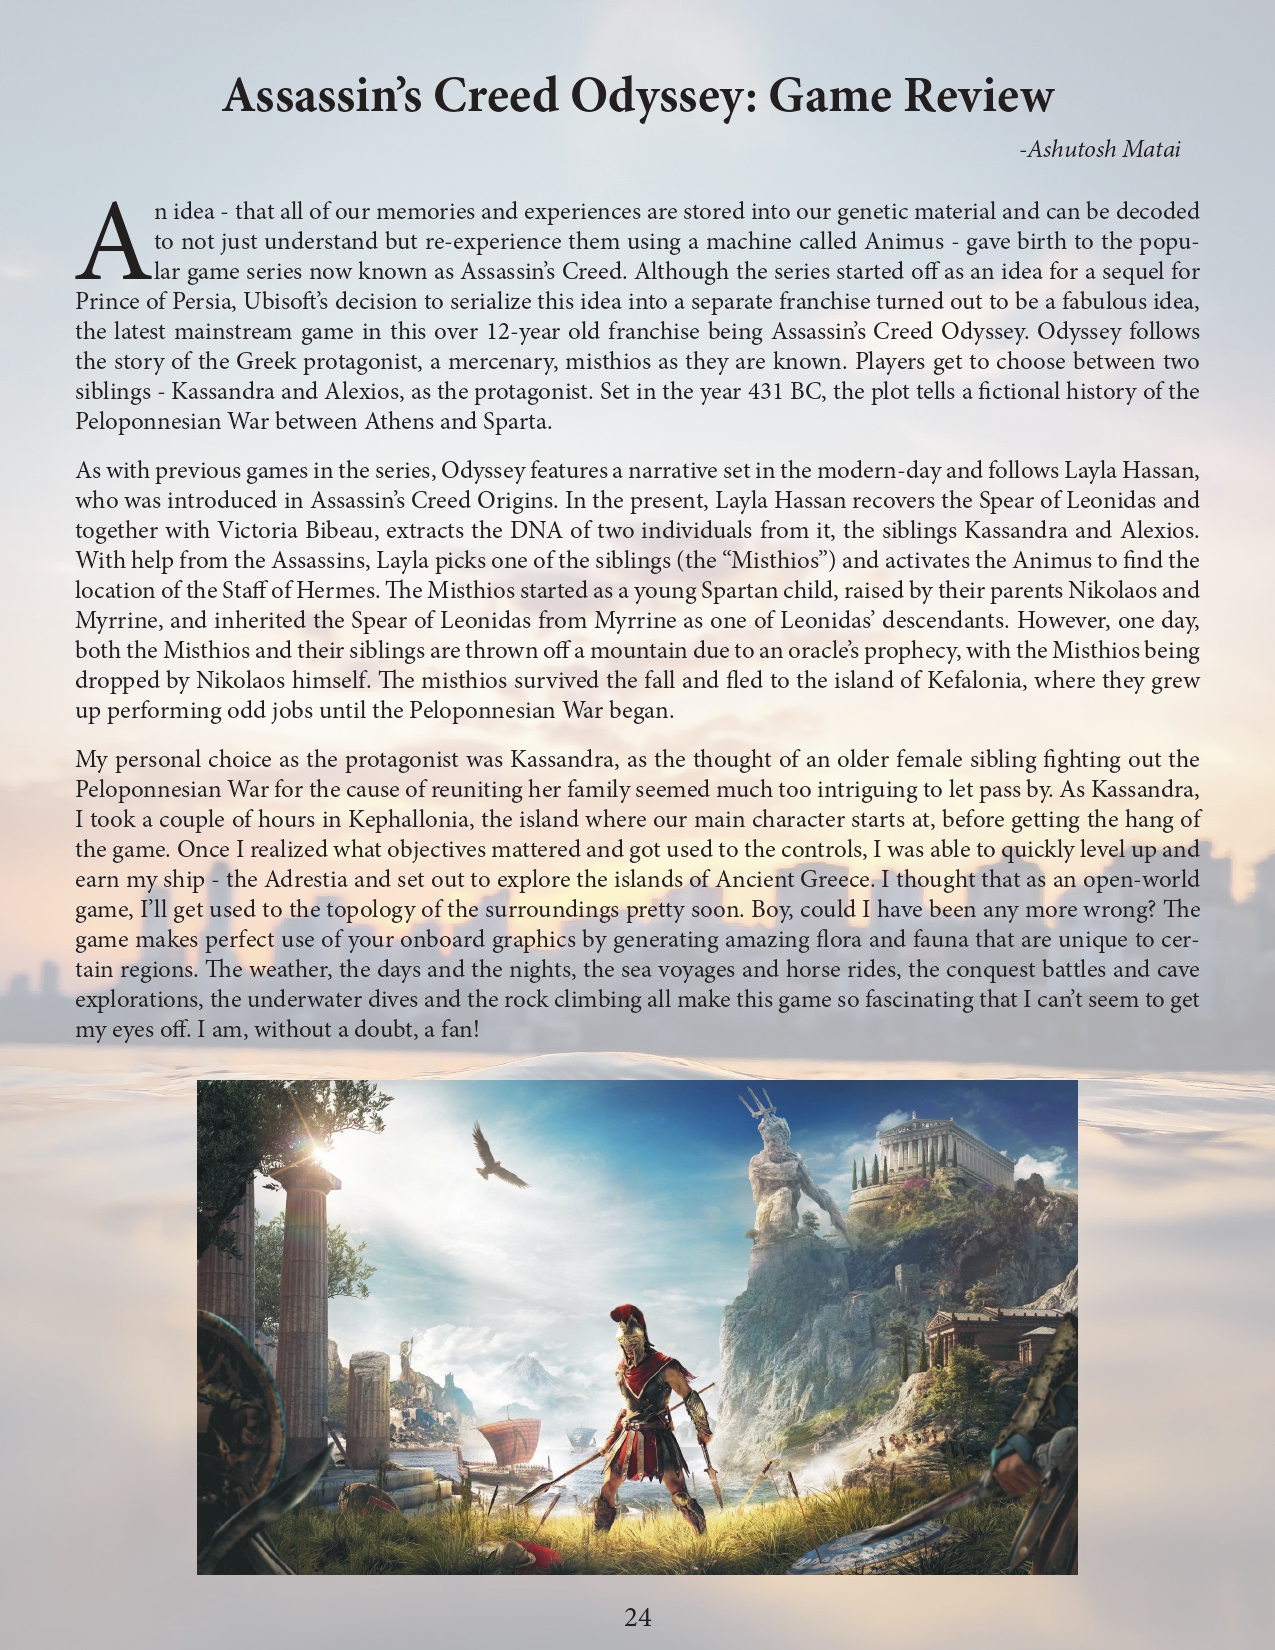 Assassin’s Creed Odyssey: Game Review
-Ashutosh Matai
An idea - that all of our memories and experiences are stored into our genetic material and can be decoded
to not just understand but re-experience them using a machine called Animus - gave birth to the popu-
lar game series now known as Assassin’s Creed. Although the series started off as an idea for a sequel for
Prince of Persia, Ubisoft’s decision to serialize this idea into a separate franchise turned out to be a fabulous idea,
the latest mainstream game in this over 12-year old franchise being Assassin’s Creed Odyssey. Odyssey follows
the story of the Greek protagonist, a mercenary, misthios as they are known. Players get to choose between two
siblings - Kassandra and Alexios, as the protagonist. Set in the year 431 BC, the plot tells a fictional history of the
Peloponnesian War between Athens and Sparta.
As with previous games in the series, Odyssey features a narrative set in the modern-day and follows Layla Hassan,
who was introduced in Assassin’s Creed Origins. In the present, Layla Hassan recovers the Spear of Leonidas and
together with Victoria Bibeau, extracts the DNA of two individuals from it, the siblings Kassandra and Alexios.
With help from the Assassins, Layla picks one of the siblings (the “Misthios”) and activates the Animus to find the
location of the Staff of Hermes. The Misthios started as a young Spartan child, raised by their parents Nikolaos and
Myrrine, and inherited the Spear of Leonidas from Myrrine as one of Leonidas’ descendants. However, one day,
both the Misthios and their siblings are thrown off a mountain due to an oracle’s prophecy, with the Misthios being
dropped by Nikolaos himself. The misthios survived the fall and fled to the island of Kefalonia, where they grew
up performing odd jobs until the Peloponnesian War began.
My personal choice as the protagonist was Kassandra, as the thought of an older female sibling fighting out the
Peloponnesian War for the cause of reuniting her family seemed much too intriguing to let pass by. As Kassandra,
I took a couple of hours in Kephallonia, the island where our main character starts at, before getting the hang of
the game. Once I realized what objectives mattered and got used to the controls, I was able to quickly level up and
earn my ship - the Adrestia and set out to explore the islands of Ancient Greece. I thought that as an open-world
game, I’ll get used to the topology of the surroundings pretty soon. Boy, could I have been any more wrong? The
game makes perfect use of your onboard graphics by generating amazing flora and fauna that are unique to cer-
tain regions. The weather, the days and the nights, the sea voyages and horse rides, the conquest battles and cave
explorations, the underwater dives and the rock climbing all make this game so fascinating that I can’t seem to get
my eyes off. I am, without a doubt, a fan!
24